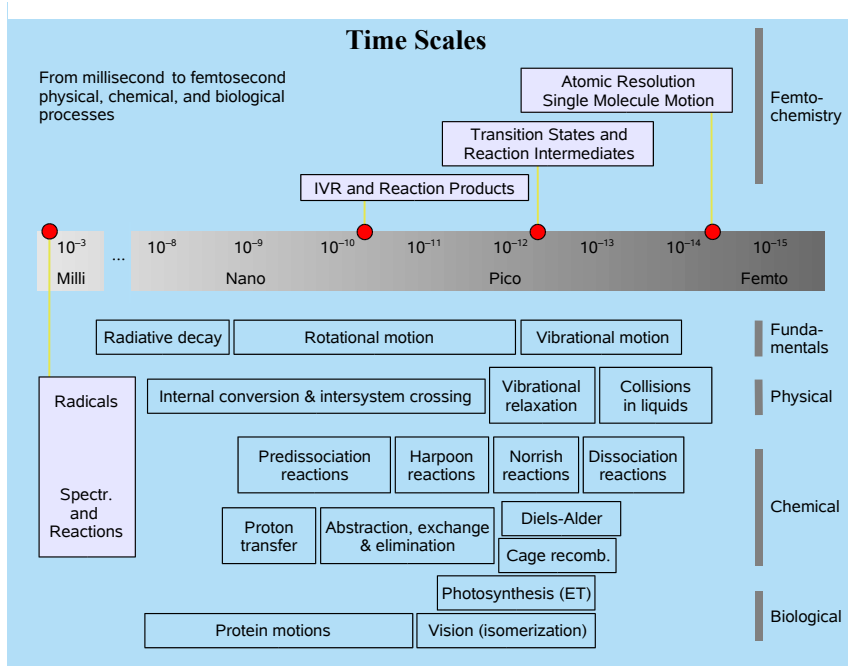 Time Scales
From millisecond to femtosecond
physical, chemical, and biological
processes
Atomic Resolution
Single Molecule Motion
Femto-
chemistry
Transition States and
Reaction Intermediates
IVR and Reaction Products
10⁻³ ... 10⁻⁸ 10⁻⁹ 10⁻¹⁰ 10⁻¹¹ 10⁻¹² 10⁻¹³ 10⁻¹⁴ 10⁻¹⁵
Milli Nano Pico Femto
Radiative decay Rotational motion Vibrational motion
Funda-
mentals
Radicals
Spectr.
and
Reactions
Internal conversion & intersystem crossing
Vibrational
relaxation
Collisions
in liquids
Physical
Predissociation
reactions
Harpoon
reactions
Norrish
reactions
Dissociation
reactions
Proton
transfer
Abstraction, exchange
& elimination
Diels-Alder
Cage recomb.
Chemical
Photosynthesis (ET)
Protein motions
Vision (isomerization)
Biological